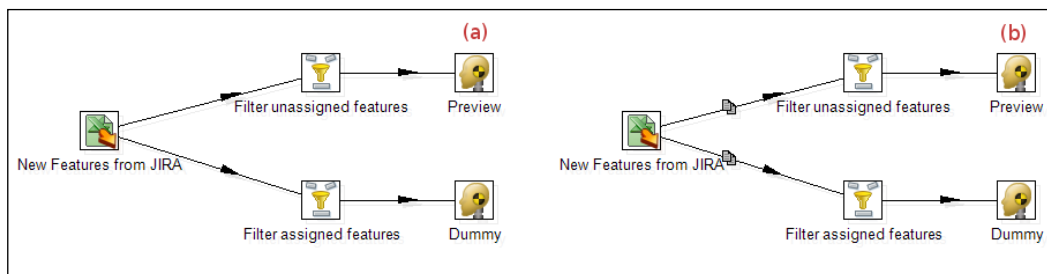 (a)
Filter unassigned features
Preview
New Features from JIRA
Filter assigned features
Dummy
(b)
Filter unassigned features
Preview
New Features from JIRA
Filter assigned features
Dummy